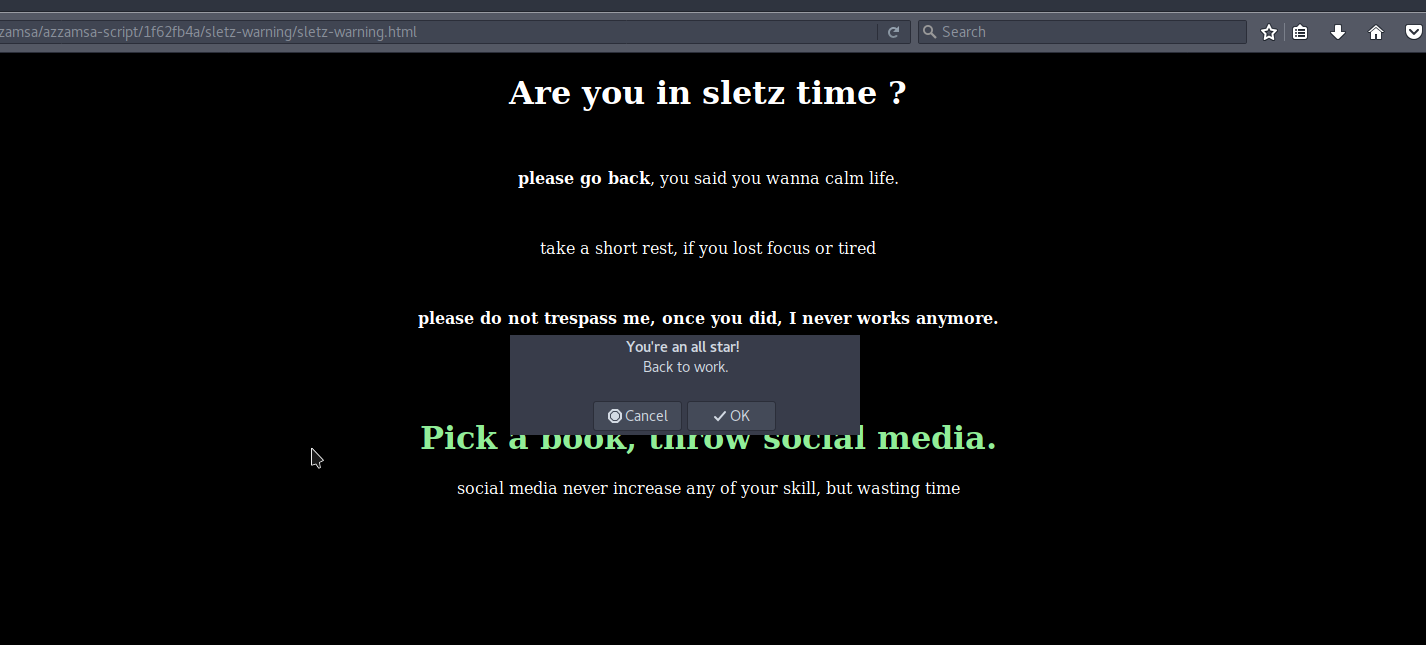 zamsa/azzamsa-script/1f62fb4a/sletz-warning/sletz-warning.html
Search
Are you in sletz time ?
please go back, you said you wanna calm life.
take a short rest, if you lost focus or tired
please do not trespass me, once you did, I never works anymore.
You're an all star!
Back to work.
Cancel
OK
Pick a book, throw social media.
social media never increase any of your skill, but wasting time